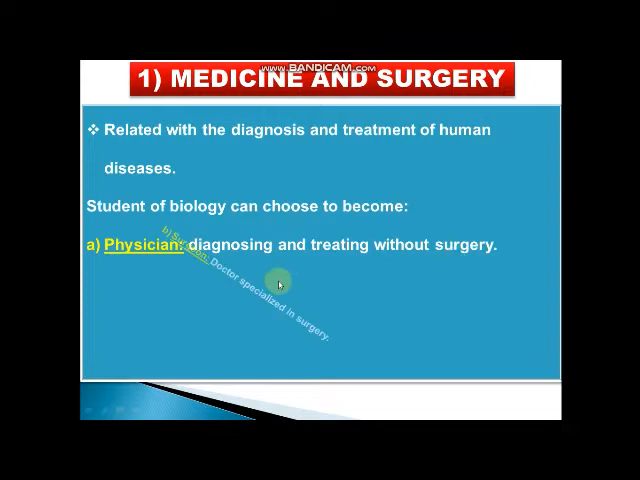 www.BANDICAM.com
1) MEDICINE AND SURGERY
❖ Related with the diagnosis and treatment of human
diseases.
Student of biology can choose to become:
a) Physician: diagnosing and treating without surgery.
b) Surgeon: Doctor specialized in surgery.